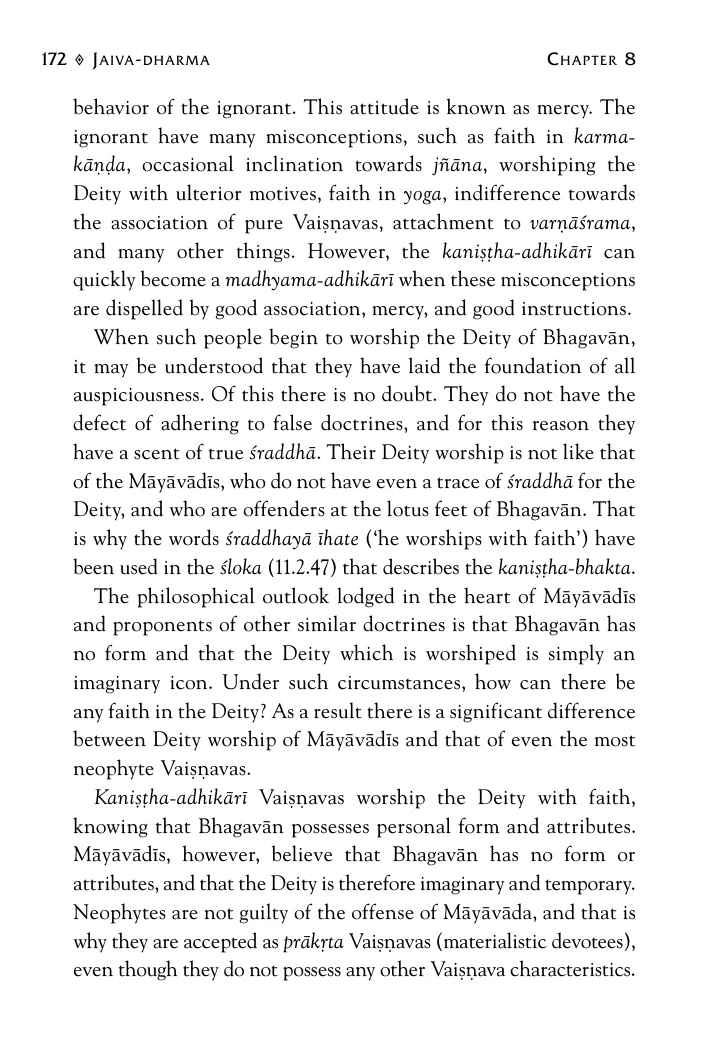 172 ◊ Jaiva-dharma Chapter 8
behavior of the ignorant. This attitude is known as mercy. The
ignorant have many misconceptions, such as faith in karma-
kāṇḍa, occasional inclination towards jñāna, worshiping the
Deity with ulterior motives, faith in yoga, indifference towards
the association of pure Vaiṣṇavas, attachment to varṇāśrama,
and many other things. However, the kaniṣṭha-adhikārī can
quickly become a madhyama-adhikārī when these misconceptions
are dispelled by good association, mercy, and good instructions.
When such people begin to worship the Deity of Bhagavān,
it may be understood that they have laid the foundation of all
auspiciousness. Of this there is no doubt. They do not have the
defect of adhering to false doctrines, and for this reason they
have a scent of true śraddhā. Their Deity worship is not like that
of the Māyāvādīs, who do not have even a trace of śraddhā for the
Deity, and who are offenders at the lotus feet of Bhagavān. That
is why the words śraddhayā īhate (‘he worships with faith’) have
been used in the śloka (11.2.47) that describes the kaniṣṭha-bhakta.
The philosophical outlook lodged in the heart of Māyāvādīs
and proponents of other similar doctrines is that Bhagavān has
no form and that the Deity which is worshiped is simply an
imaginary icon. Under such circumstances, how can there be
any faith in the Deity? As a result there is a significant difference
between Deity worship of Māyāvādīs and that of even the most
neophyte Vaiṣṇavas.
Kaniṣṭha-adhikārī Vaiṣṇavas worship the Deity with faith,
knowing that Bhagavān possesses personal form and attributes.
Māyāvādīs, however, believe that Bhagavān has no form or
attributes, and that the Deity is therefore imaginary and temporary.
Neophytes are not guilty of the offense of Māyāvāda, and that is
why they are accepted as prākṛta Vaiṣṇavas (materialistic devotees),
even though they do not possess any other Vaiṣṇava characteristics.